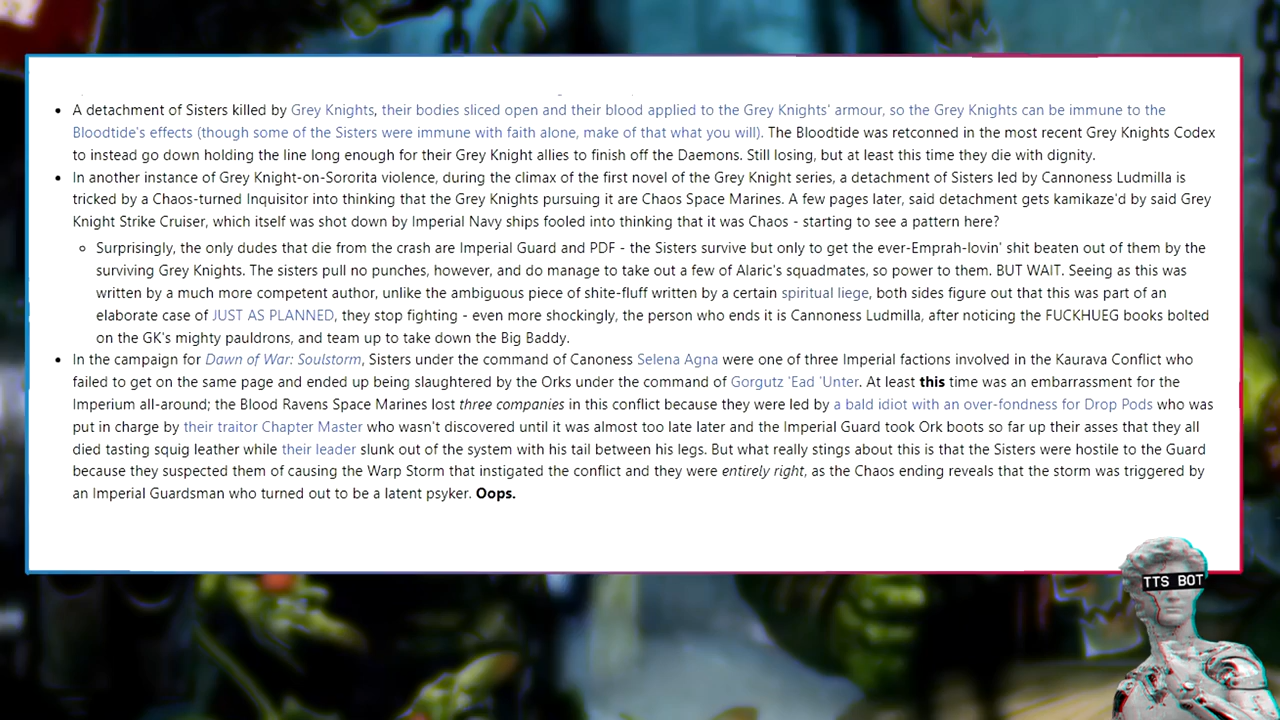 • A detachment of Sisters killed by Grey Knights, their bodies sliced open and their blood applied to the Grey Knights' armour, so the Grey Knights can be immune to the
Bloodtide's effects (though some of the Sisters were immune with faith alone, make of that what you will). The Bloodtide was retconned in the most recent Grey Knights Codex
to instead go down holding the line long enough for their Grey Knight allies to finish off the Daemons. Still losing, but at least this time they die with dignity.
• In another instance of Grey Knight-on-Sororita violence, during the climax of the first novel of the Grey Knight series, a detachment of Sisters led by Cannoness Ludmilla is
tricked by a Chaos-turned Inquisitor into thinking that the Grey Knights pursuing it are Chaos Space Marines. A few pages later, said detachment gets kamikaze'd by said Grey
Knight Strike Cruiser, which itself was shot down by Imperial Navy ships fooled into thinking that it was Chaos - starting to see a pattern here?
◦ Surprisingly, the only dudes that die from the crash are Imperial Guard and PDF - the Sisters survive but only to get the ever-Emprah-lovin' shit beaten out of them by the
surviving Grey Knights. The sisters pull no punches, however, and do manage to take out a few of Alaric's squadmates, so power to them. BUT WAIT. Seeing as this was
written by a much more competent author, unlike the ambiguous piece of shite-fluff written by a certain spiritual liege, both sides figure out that this was part of an
elaborate case of JUST AS PLANNED, they stop fighting - even more shockingly, the person who ends it is Cannoness Ludmilla, after noticing the FUCKHUEG books bolted
on the GK's mighty pauldrons, and team up to take down the Big Baddy.
• In the campaign for Dawn of War: Soulstorm, Sisters under the command of Canoness Selena Agna were one of three Imperial factions involved in the Kaurava Conflict who
failed to get on the same page and ended up being slaughtered by the Orks under the command of Gorgutz 'Ead 'Unter. At least this time was an embarrassment for the
Imperium all-around; the Blood Ravens Space Marines lost three companies in this conflict because they were led by a bald idiot with an over-fondness for Drop Pods who was
put in charge by their traitor Chapter Master who wasn't discovered until it was almost too late later and the Imperial Guard took Ork boots so far up their asses that they all
died tasting squig leather while their leader slunk out of the system with his tail between his legs. But what really stings about this is that the Sisters were hostile to the Guard
because they suspected them of causing the Warp Storm that instigated the conflict and they were entirely right, as the Chaos ending reveals that the storm was triggered by
an Imperial Guardsman who turned out to be a latent psyker. Oops.
TTS BOT